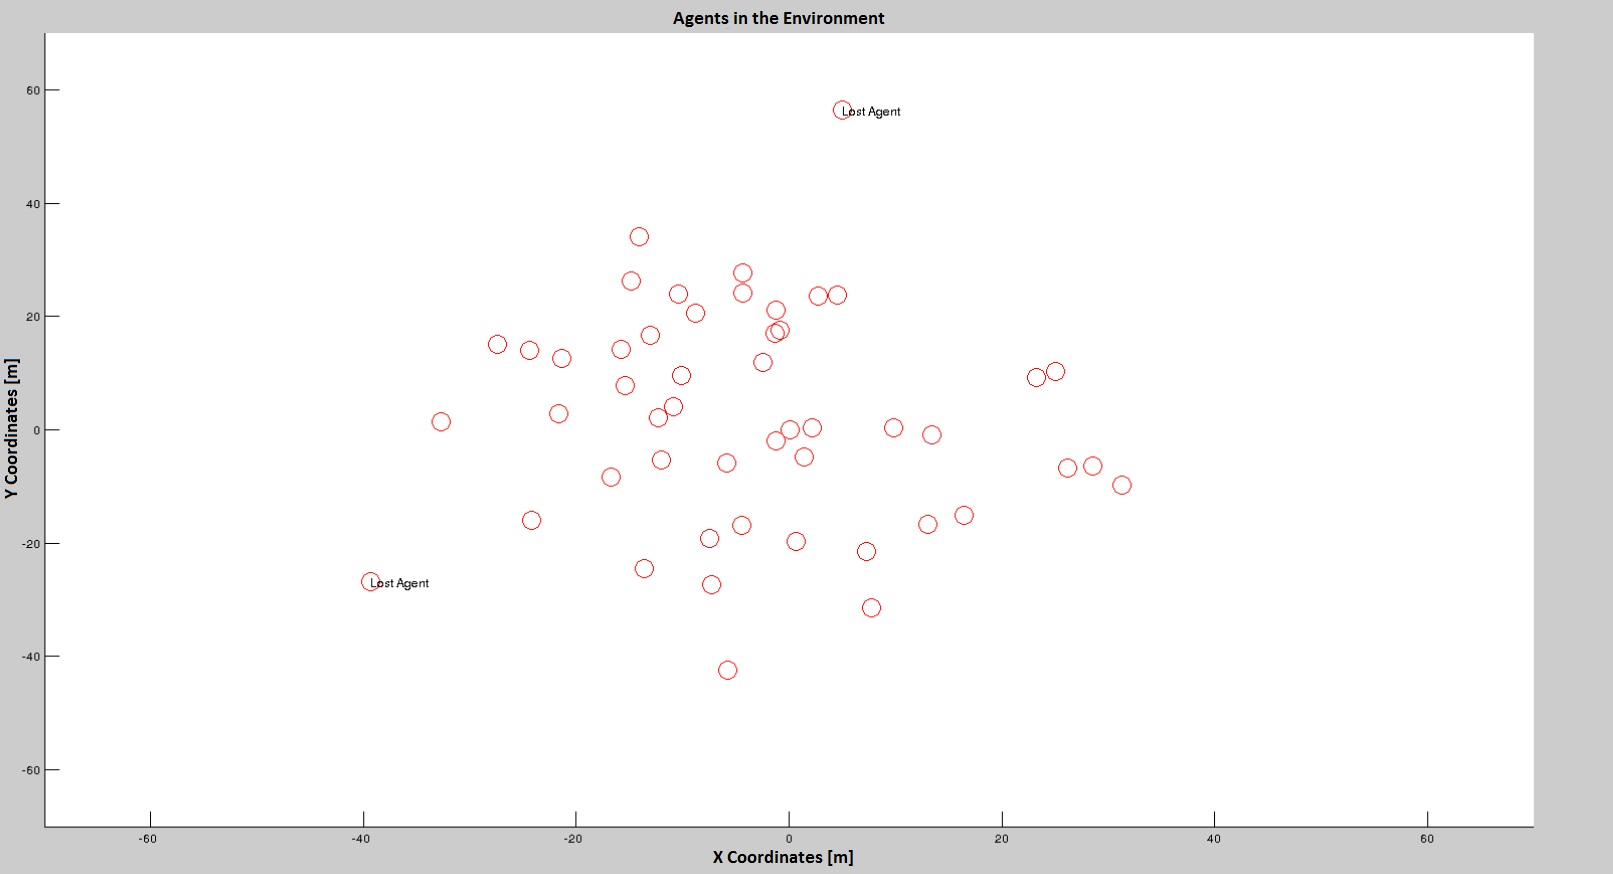 Agents in the Environment
60
Lost Agent
40
20
0
-20
Lost Agent
-40
-60
Y Coordinates [m]
-60 -40 -20 0 20 40 60
X Coordinates [m]